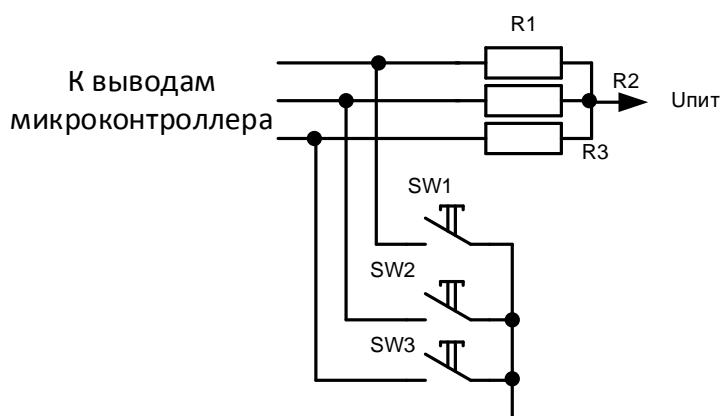 R1
К выводам
микроконтроллера
R2
Uпит
R3
SW1
SW2
SW3